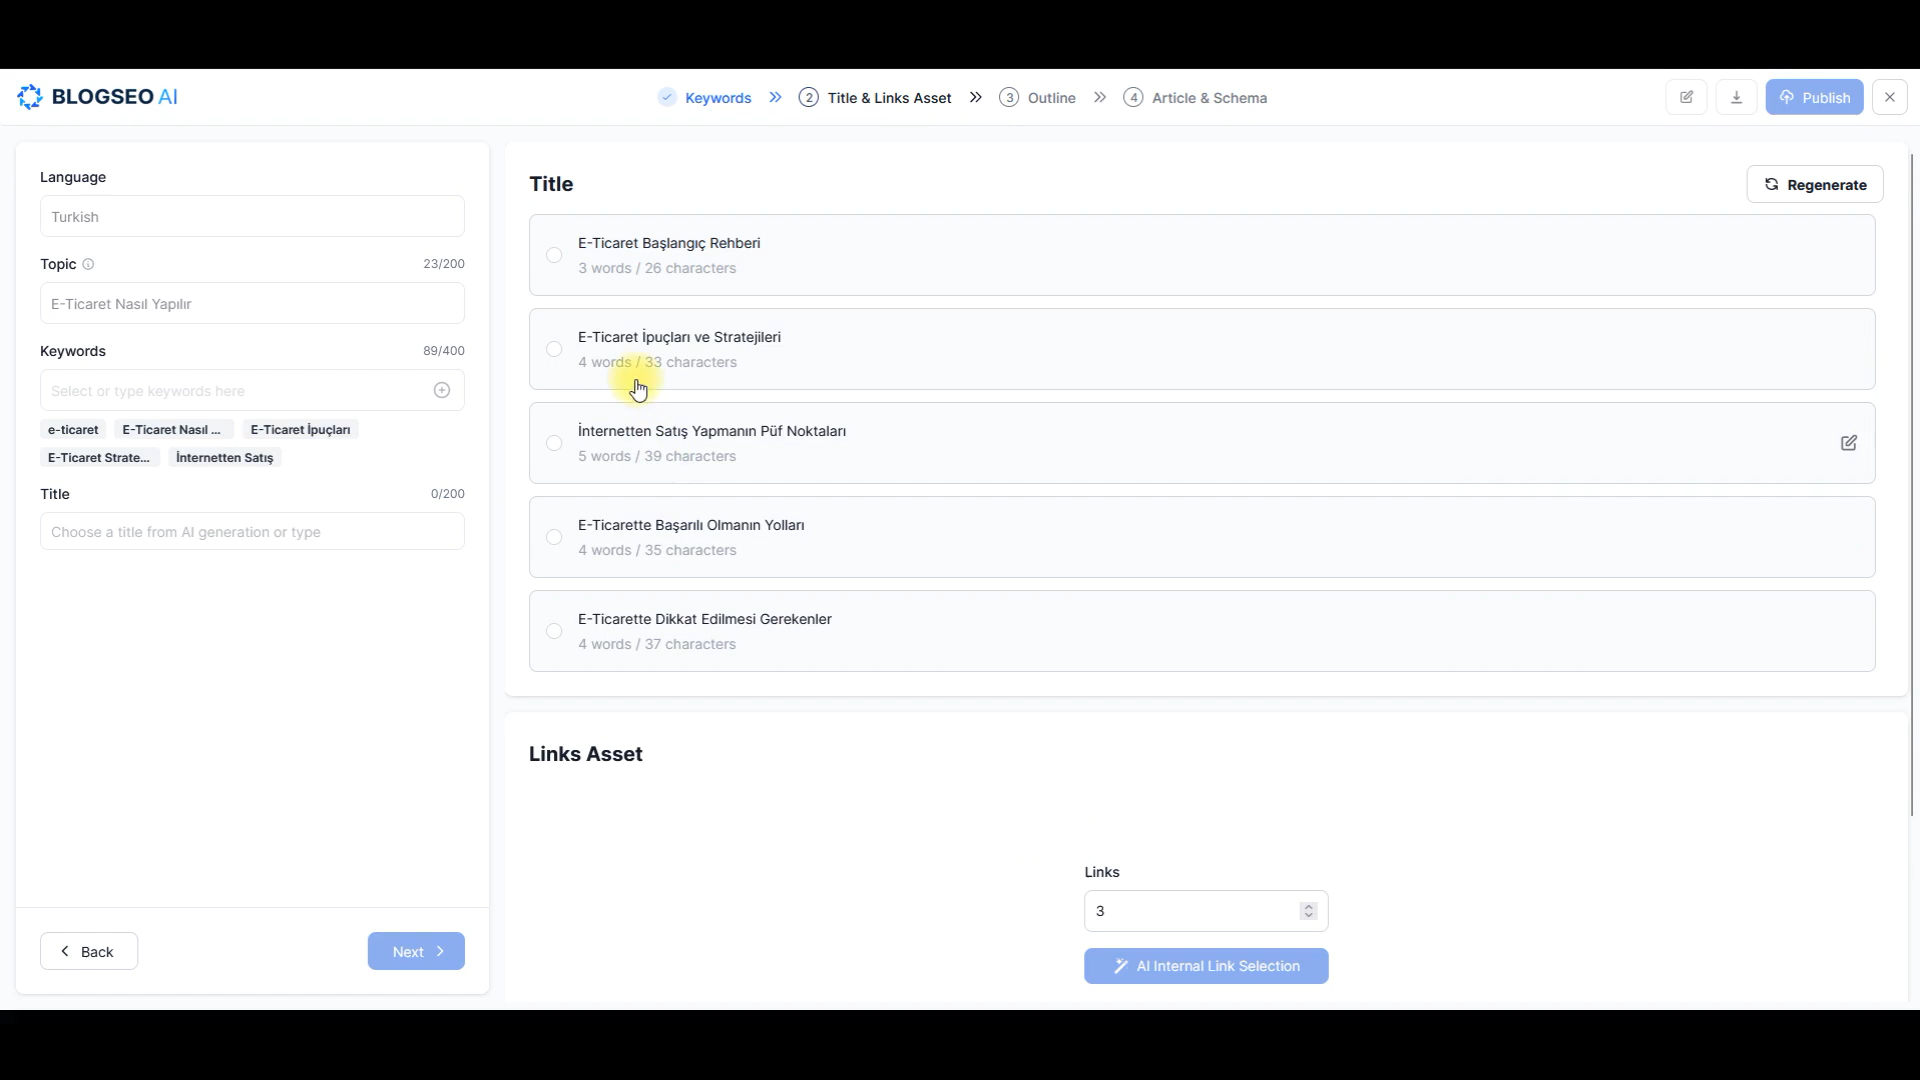 BLOGSEO AI
Keywords
2 Title & Links Asset
3 Outline
4 Article & Schema
Publish
Language
Turkish
Topic 23/200
E-Ticaret Nasıl Yapılır
Keywords 89/400
Select or type keywords here
e-ticaret E-Ticaret Nasıl ... E-Ticaret İpuçları
E-Ticaret Strate... İnternetten Satış
Title 0/200
Choose a title from AI generation or type
Back Next
Title
Regenerate
E-Ticaret Başlangıç Rehberi
3 words / 26 characters
E-Ticaret İpuçları ve Stratejileri
4 words / 33 characters
İnternetten Satış Yapmanın Püf Noktaları
5 words / 39 characters
E-Ticarette Başarılı Olmanın Yolları
4 words / 35 characters
E-Ticarette Dikkat Edilmesi Gerekenler
4 words / 37 characters
Links Asset
Links
3
AI Internal Link Selection